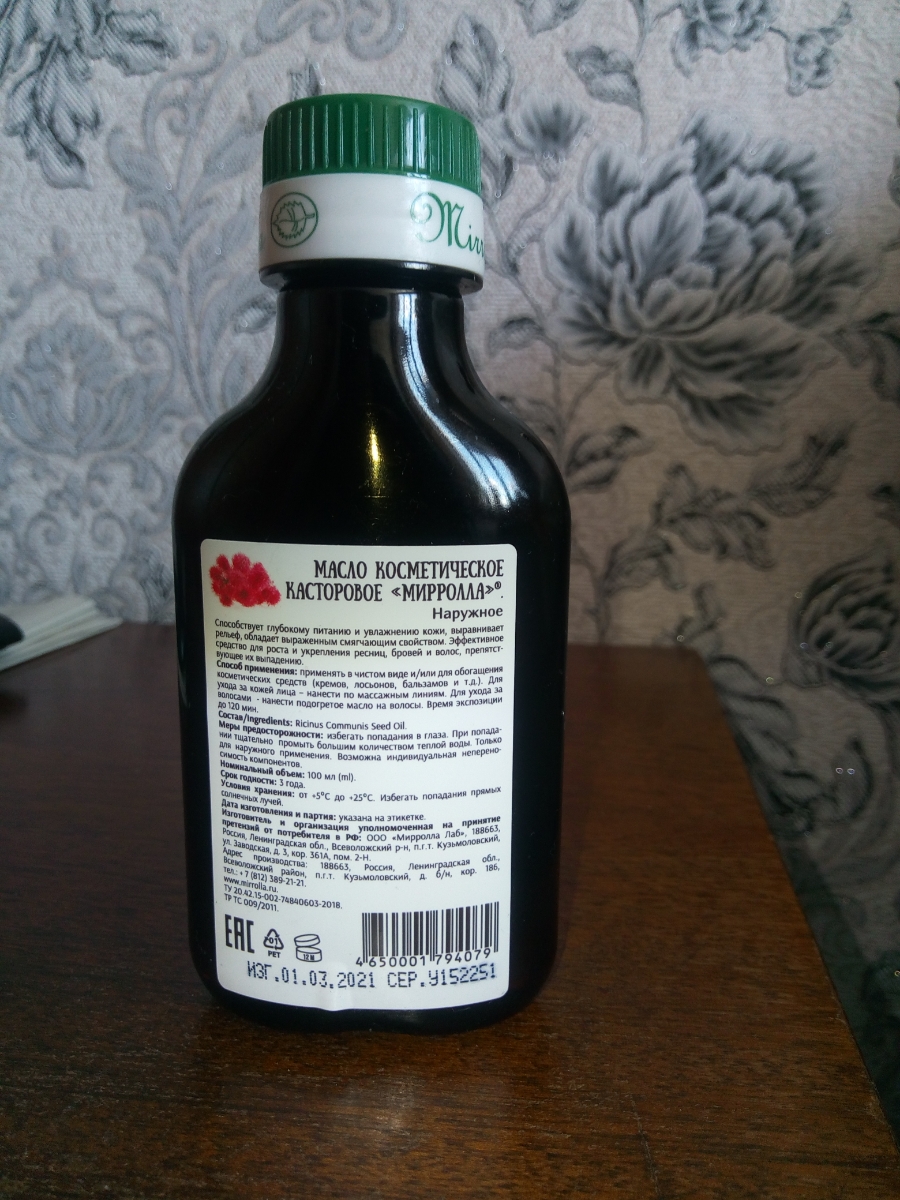 Mirr
МАСЛО КОСМЕТИЧЕСКОЕ
КАСТОРОВОЕ «МИРРОЛЛА»®.
Наружное
Способствует глубокому питанию и увлажнению кожи, выравнивает
рельеф, обладает выраженным смягчающим свойством. Эффективное
средство для роста и укрепления ресниц, бровей и волос, препятст-
вующее их выпадению.
Способ применения: применять в чистом виде и/или для обогащения
косметических средств (кремов, лосьонов, бальзамов и т.д.). Для
ухода за кожей лица – нанести по массажным линиям. Для ухода за
волосами - нанести подогретое масло на волосы. Время экспозиции
до 120 мин.
Состав/Ingredients: Ricinus Communis Seed Oil.
Меры предосторожности: избегать попадания в глаза. При попада-
нии тщательно промыть большим количеством теплой воды. Только
для наружного применения. Возможна индивидуальная неперено-
симость компонентов.
Номинальный объем: 100 мл (ml).
Срок годности: 3 года.
Условия хранения: от +5°C до +25°C. Избегать попадания прямых
солнечных лучей.
Дата изготовления и партия: указана на этикетке.
Изготовитель и организация уполномоченная на принятие
претензий от потребителя в РФ: ООО «Мирролла Лаб», 188663,
Россия, Ленинградская обл., Всеволожский р-н, п.г.т. Кузьмоловский,
ул. Заводская, д. 3, кор. 361А, пом. 2-Н.
Адрес производства: 188663, Россия, Ленинградская обл.,
Всеволожский район, п.г.т. Кузьмоловский, д. б/н, кор. 186,
тел.: +7 (812) 389-21-21.
www.mirrolla.ru.
ТУ 20.42.15-002-74840603-2018.
ТР ТС 009/2011.
EAC
01
PET
12 M
4 650001 794079
ИЗГ.01.03.2021 СЕР.У152251